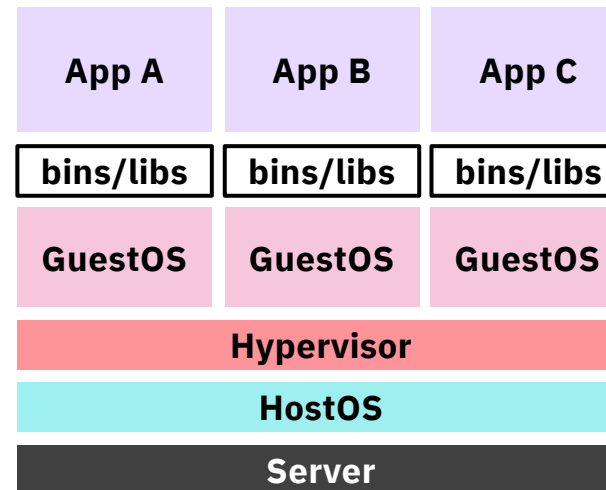 App A App B App C
bins/libs bins/libs bins/libs
GuestOS GuestOS GuestOS
Hypervisor
HostOS
Server